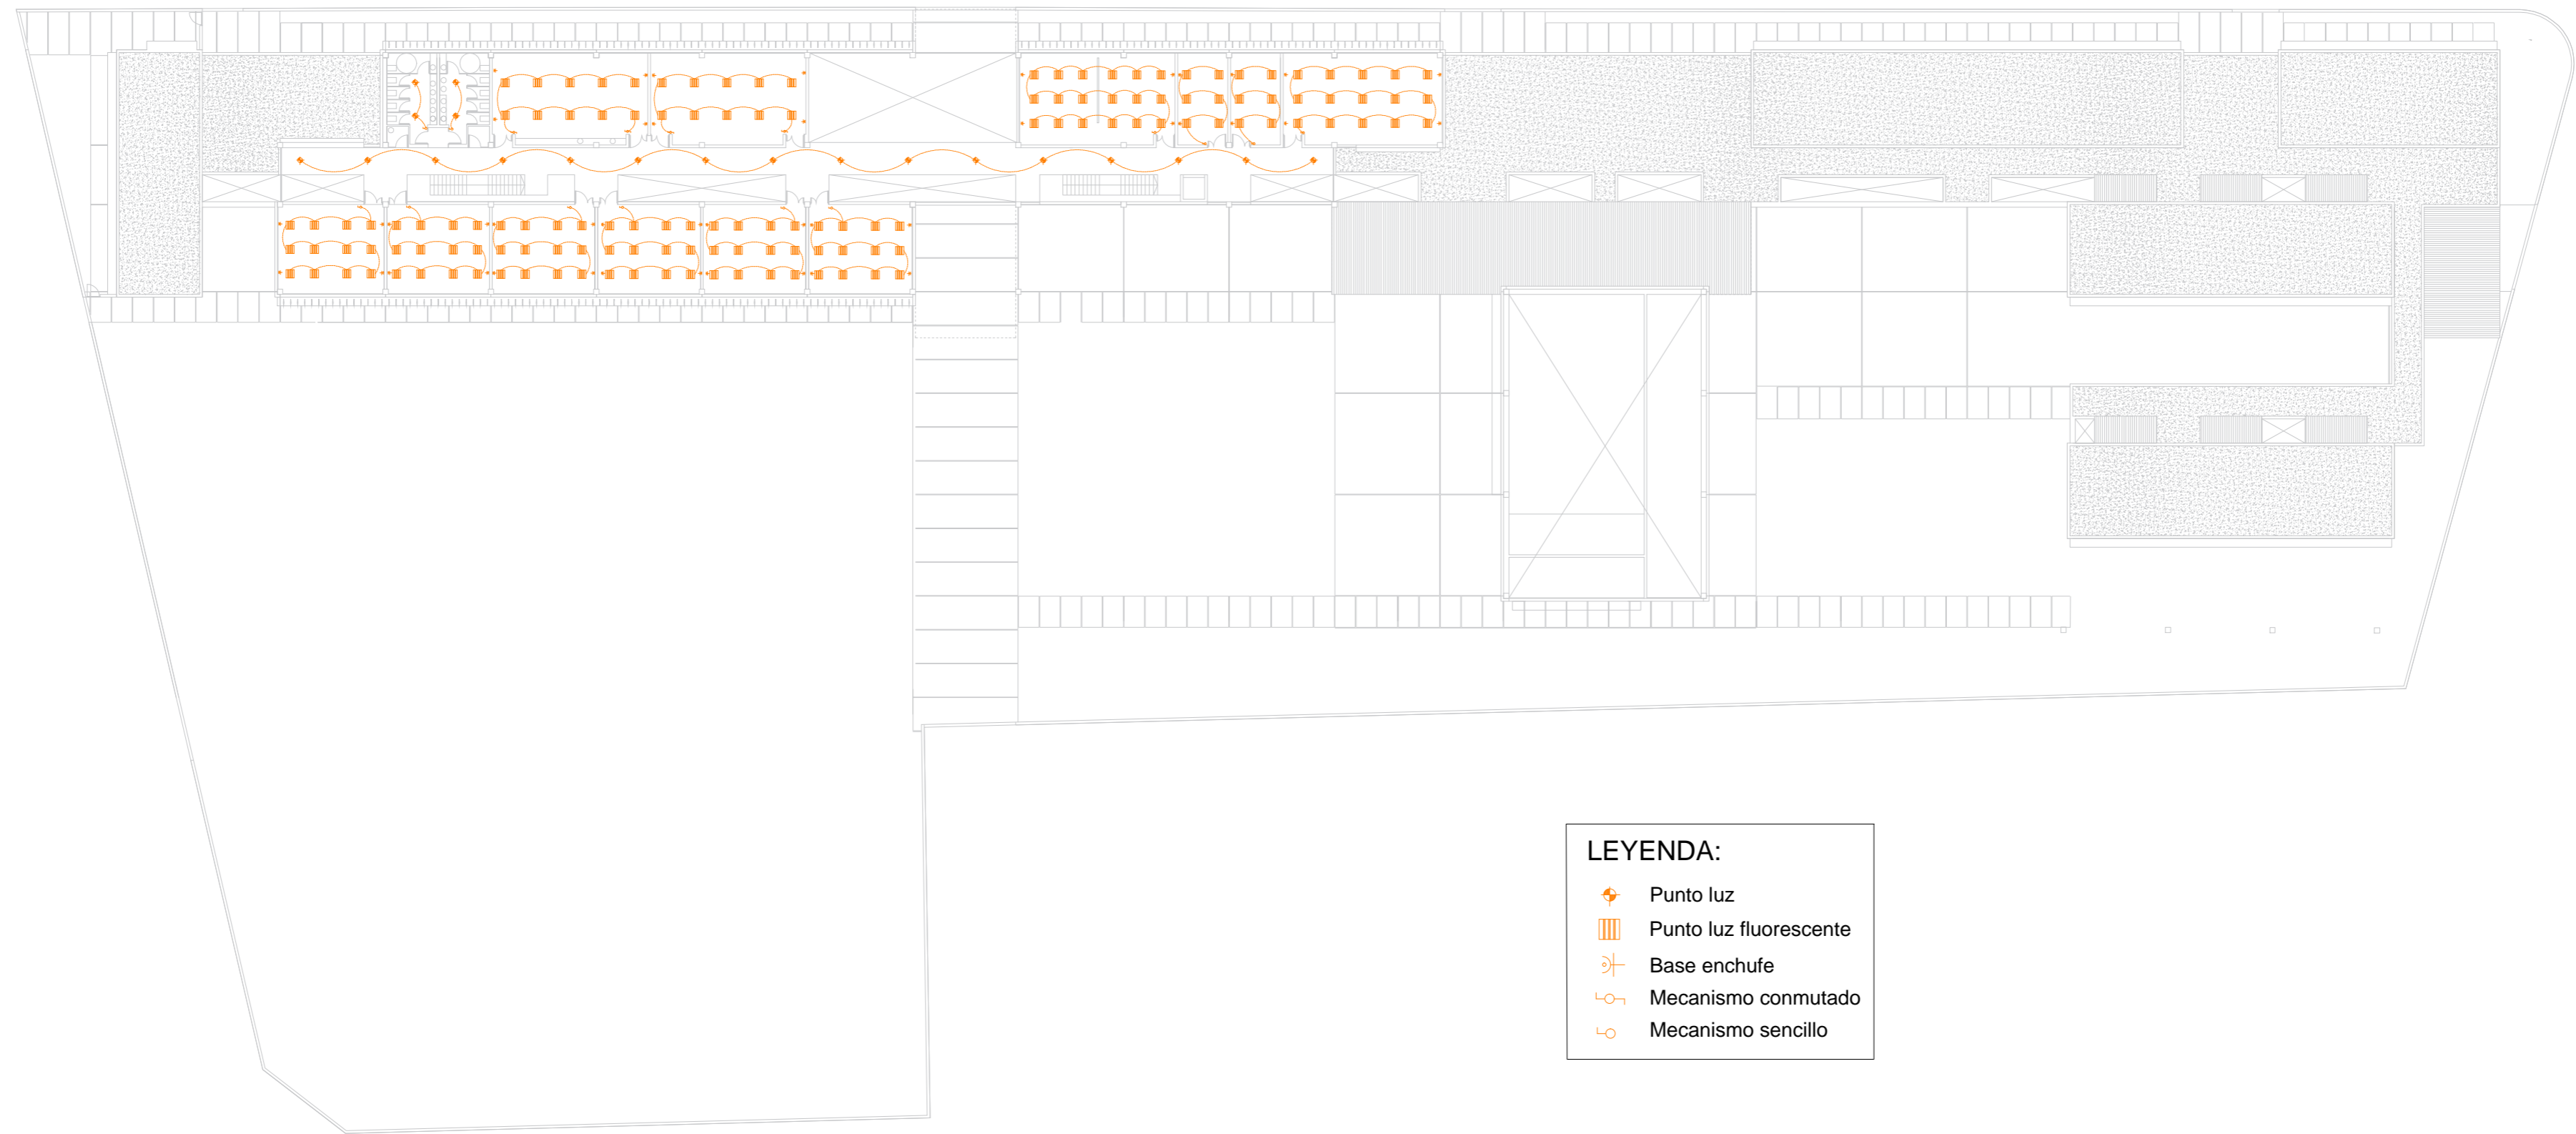 LEYENDA:
Punto luz
Punto luz fluorescente
Base enchufe
Mecanismo conmutado
Mecanismo sencillo